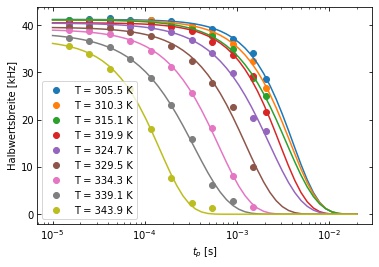 40
30
20
10
0
Halbwertsbreite [kHz]
T = 305.5 K
T = 310.3 K
T = 315.1 K
T = 319.9 K
T = 324.7 K
T = 329.5 K
T = 334.3 K
T = 339.1 K
T = 343.9 K
10⁻⁵ 10⁻⁴ 10⁻³ 10⁻²
tₚ [s]